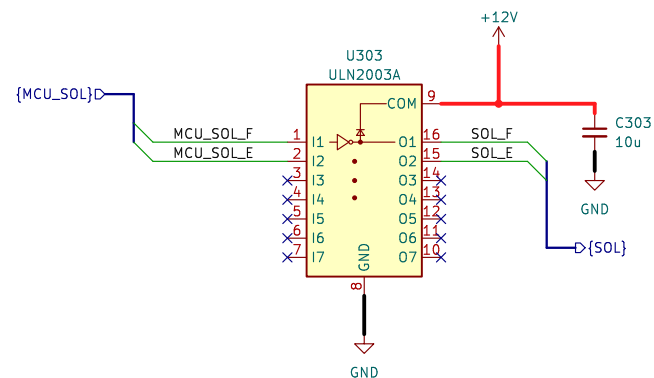 +12V
U303
ULN2003A
{MCU_SOL}
COM 9
C303
10u
GND
MCU_SOL_F 1 I1 O1 16 SOL_F
MCU_SOL_E 2 I2 O2 15 SOL_E
3 I3 O3 14
4 I4 O4 13
5 I5 O5 12
6 I6 O6 11
7 I7 O7 10
{SOL}
GND
8
GND